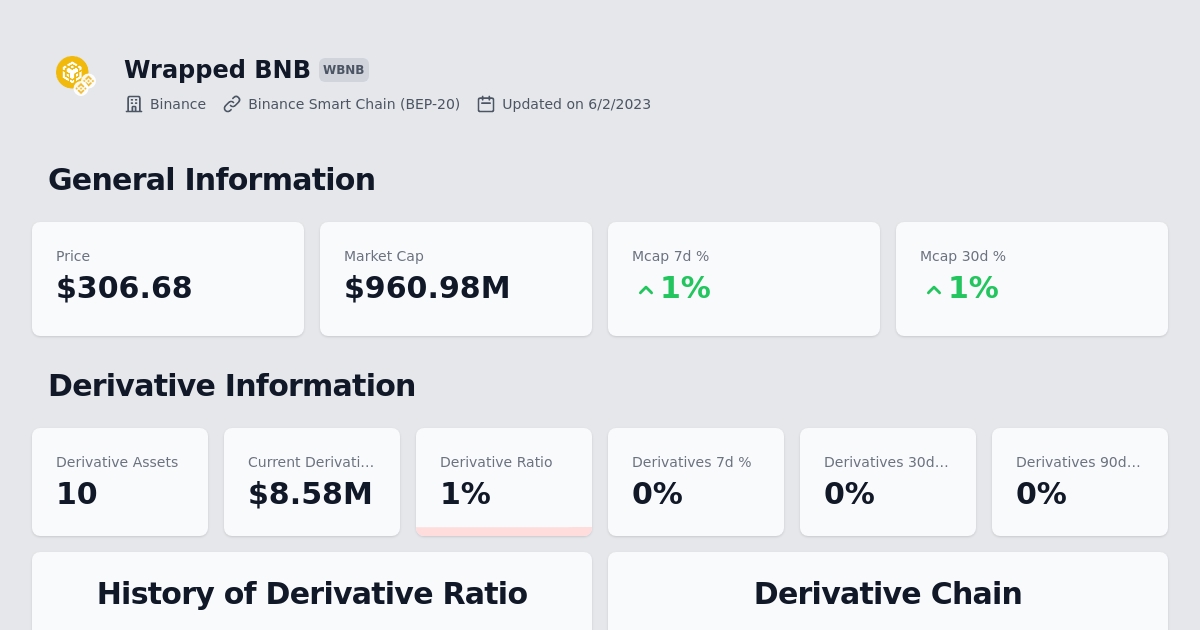 Wrapped BNB WBNB
Binance Binance Smart Chain (BEP-20) Updated on 6/2/2023
General Information
Price Market Cap Mcap 7d % Mcap 30d %
$306.68 $960.98M 1% 1%
Derivative Information
Derivative Assets Current Derivati... Derivative Ratio Derivatives 7d % Derivatives 30d... Derivatives 90d...
10 $8.58M 1% 0% 0% 0%
History of Derivative Ratio Derivative Chain